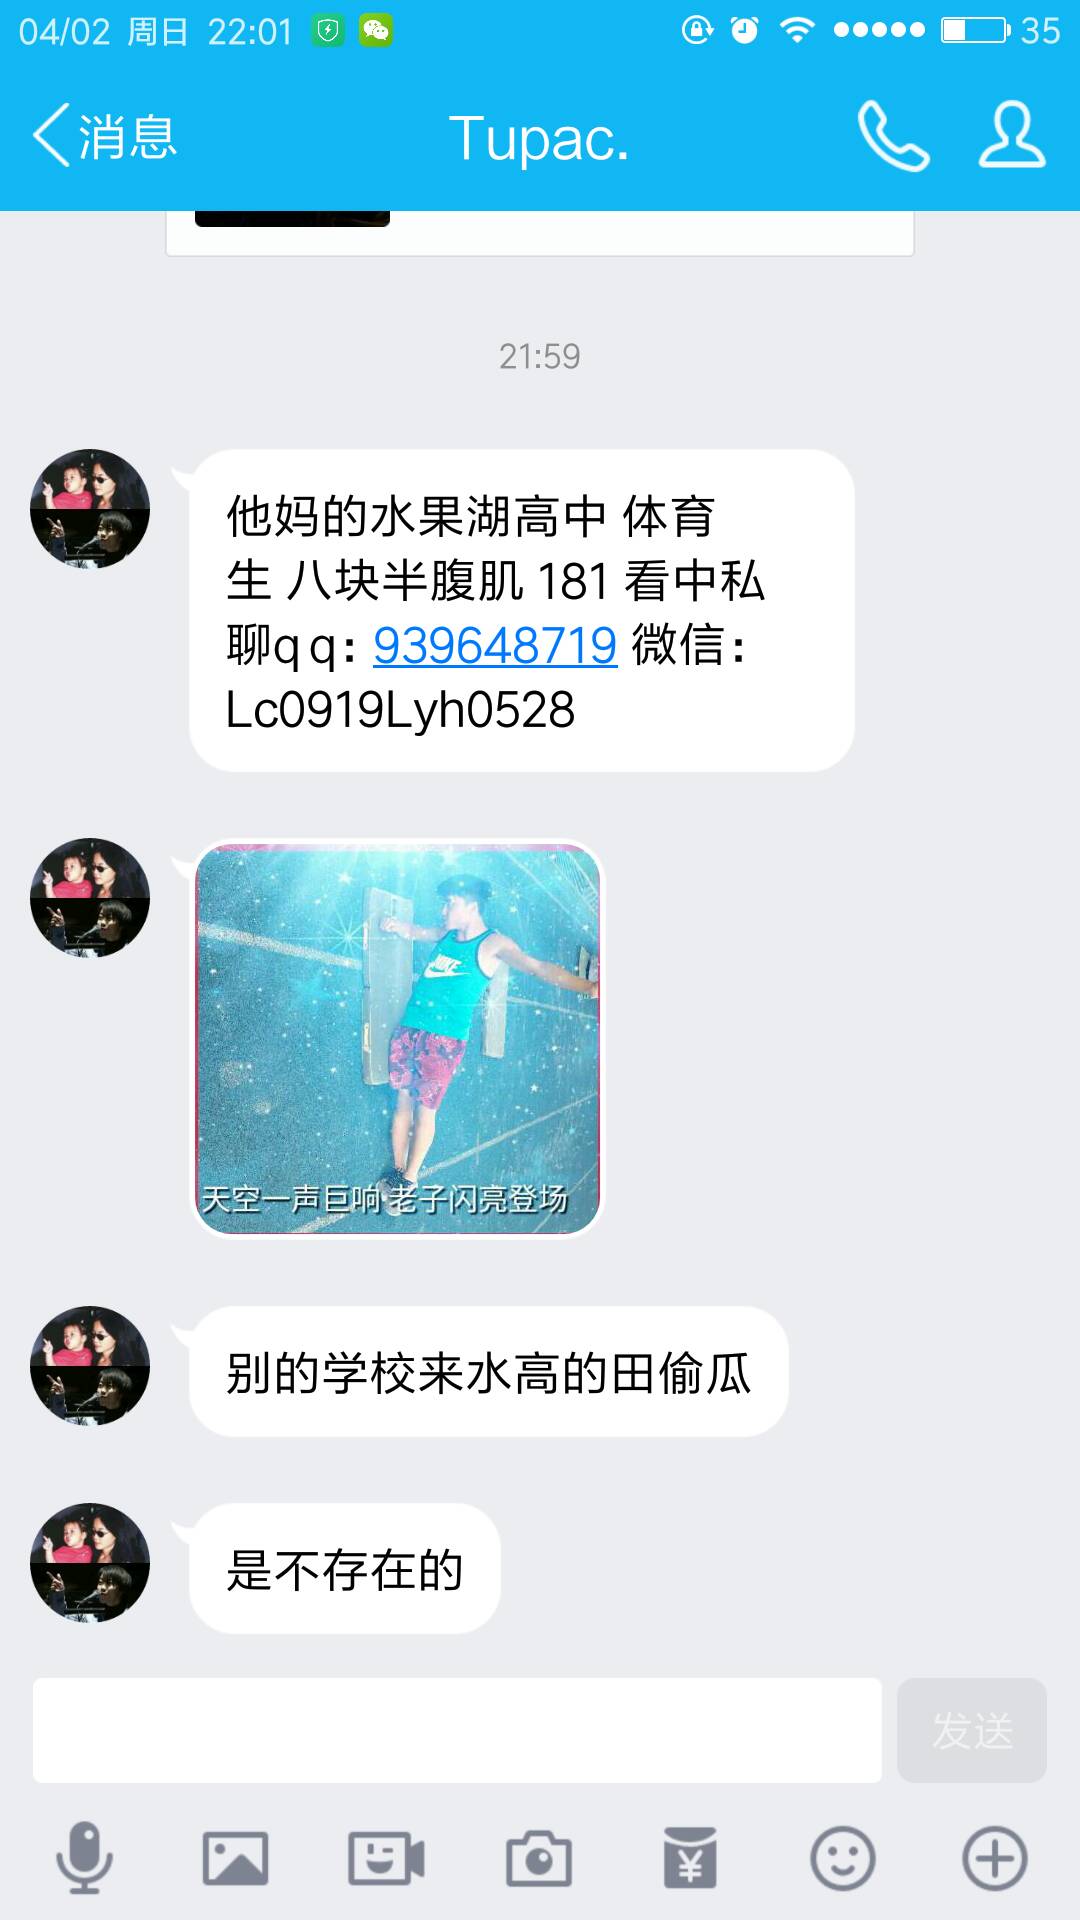 04/02 周日 22:01
35
消息
Tupac.
21:59
他妈的水果湖高中 体育
生 八块半腹肌 181 看中私
聊qq：939648719 微信：
Lc0919Lyh0528
NIKE
天空一声巨响 老子闪亮登场
别的学校来水高的田偷瓜
是不存在的
发送